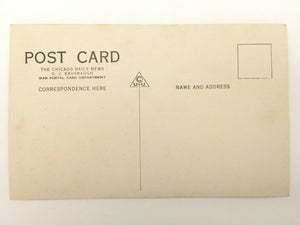 POST CARD
THE CHICAGO DAILY NEWS
G. J. KAVANAUGH
WAR POSTAL CARD DEPARTMENT
CORRESPONDENCE HERE
NAME AND ADDRESS